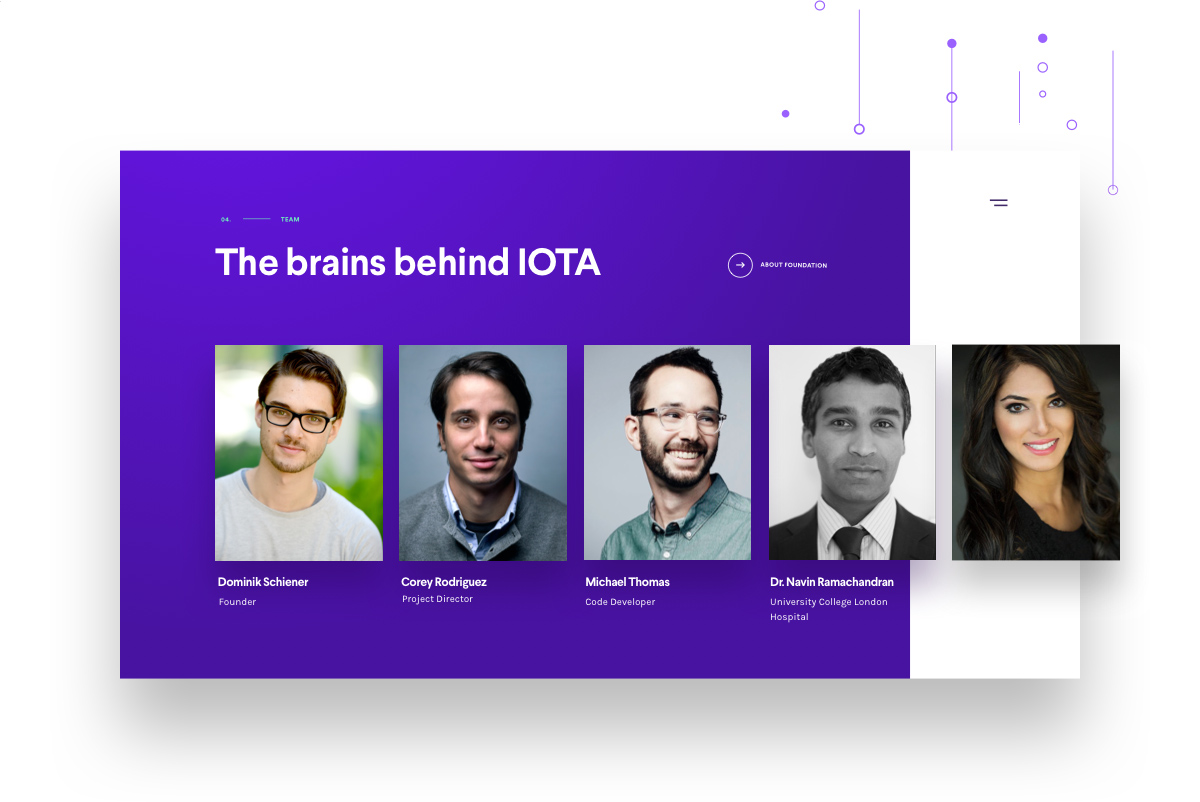 04. TEAM
The brains behind IOTA
ABOUT FOUNDATION
Dominik Schiener
Founder
Corey Rodriguez
Project Director
Michael Thomas
Code Developer
Dr. Navin Ramachandran
University College London
Hospital